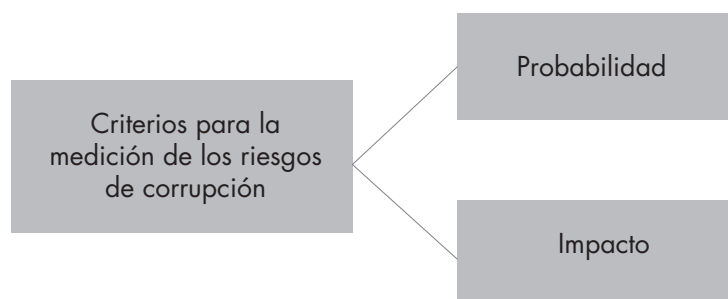 Criterios para la
medición de los riesgos
de corrupción
Probabilidad
Impacto